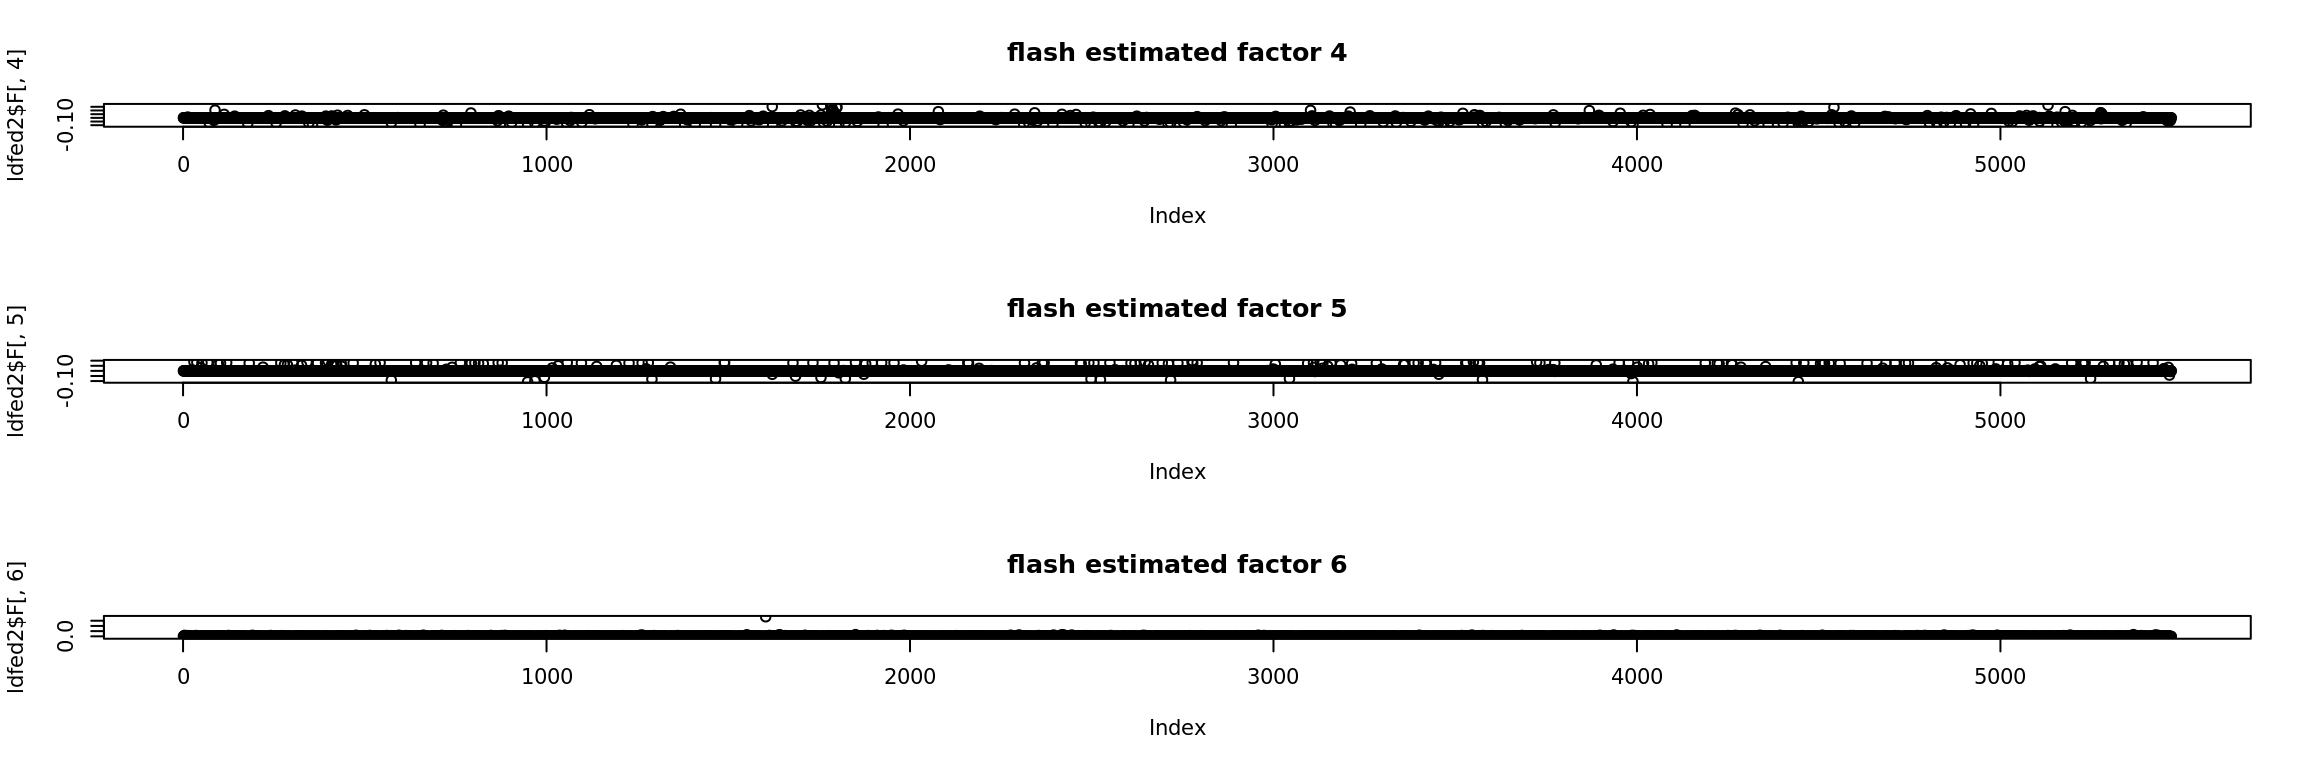 flash estimated factor 4
ldfed2$F[, 4]
-0.10
0 1000 2000 3000 4000 5000
Index
flash estimated factor 5
ldfed2$F[, 5]
-0.10
0 1000 2000 3000 4000 5000
Index
flash estimated factor 6
ldfed2$F[, 6]
0.0
0 1000 2000 3000 4000 5000
Index